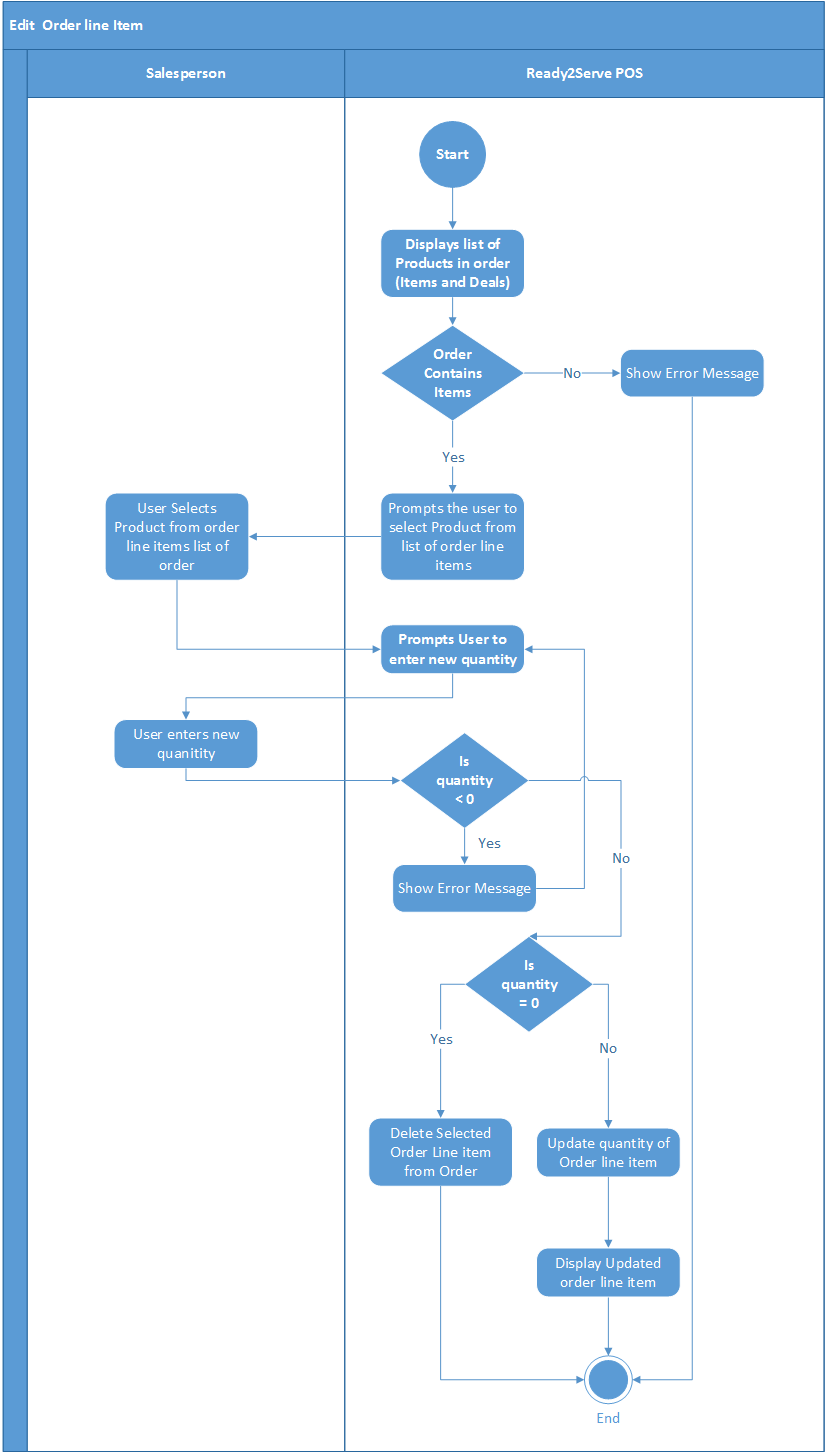 Edit  Order line Item
Salesperson
Ready2Serve POS
Start
Displays list of
Products in order
(Items and Deals)
Order
Contains
Items
No
Show Error Message
Yes
User Selects
Product from order
line items list of
order
Prompts the user to
select Product from
list of order line
items
Prompts User to
enter new quantity
User enters new
quanitity
Is
quantity
< 0
Yes
No
Show Error Message
Is
quantity
= 0
Yes
No
Delete Selected
Order Line item
from Order
Update quantity of
Order line item
Display Updated
order line item
End